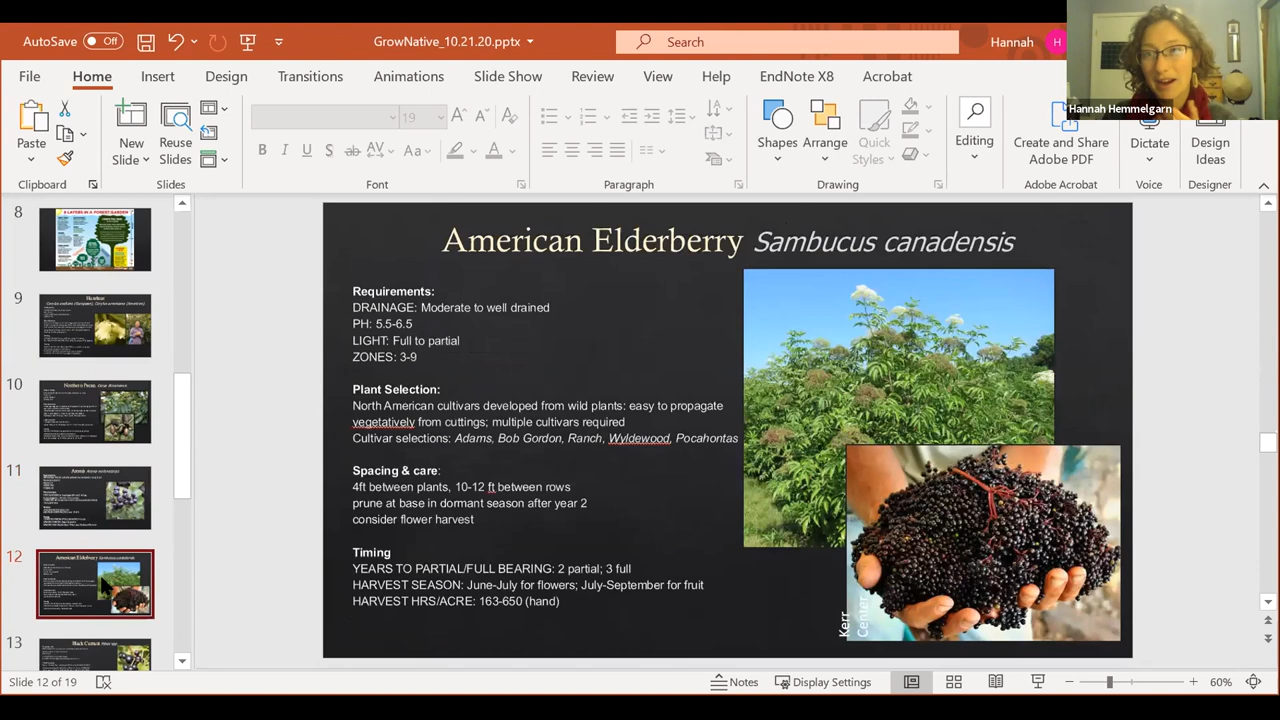 AutoSave Off GrowNative_10.21.20.pptx Search Hannah H
Hannah Hemmelgarn
File Home Insert Design Transitions Animations Slide Show Review View Help EndNote X8 Acrobat
Paste
New
Slide
Reuse
Slides
Shapes
Arrange
Quick
Styles
Editing
Create and Share
Adobe PDF
Dictate
Design
Ideas
Clipboard Slides Font Paragraph Drawing Adobe Acrobat Voice Designer
8
9
10
11
12
13
American Elderberry Sambucus canadensis
Requirements:
DRAINAGE: Moderate to well drained
PH: 5.5-6.5
LIGHT: Full to partial
ZONES: 3-9
Plant Selection:
North American cultivars developed from wild plants: easy to propagate
vegetatively from cuttings, multiple cultivars required
Cultivar selections: Adams, Bob Gordon, Ranch, Wyldewood, Pocahontas
Spacing & care:
4ft between plants, 10-12 ft between rows
prune at base in dormant season after year 2
consider flower harvest
Timing
YEARS TO PARTIAL/FULL BEARING: 2 partial; 3 full
HARVEST SEASON: June-July for flowers; July-September for fruit
HARVEST HRS/ACRE: 470-650 (hand)
Kerr
Center
Slide 12 of 19 Notes Display Settings 60%